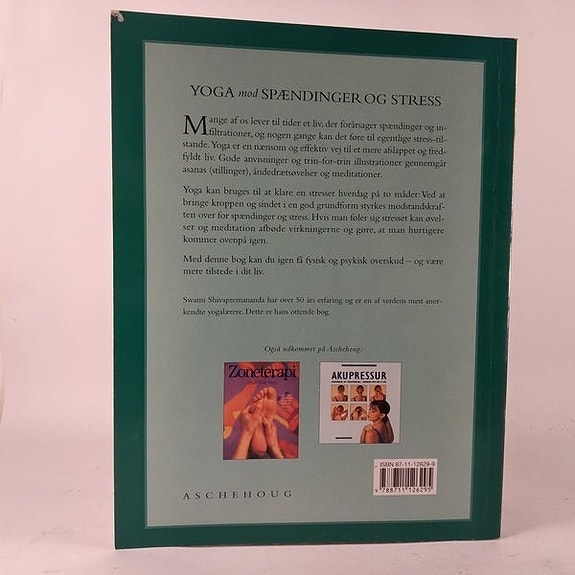 YOGA mod SPÆNDINGER OG STRESS
Mange af os lever til tider et liv, der forårsager spændinger og in-
filtrationer, og nogen gange kan det føre til egentlige stress-til-
stande. Yoga er en nænsom og effektiv vej til et mere afslappet og fred-
fyldt liv. Gode anvisninger og trin-for-trin illustrationer gennemgår
asanas (stillinger), åndedrætsøvelser og meditationer.
Yoga kan bruges til at klare en stresset hverdag på to måder: Ved at
bringe kroppen og sindet i en god grundform styrkes modstandskraf-
ten over for spændinger og stress. Hvis man føler sig stresset kan øvel-
ser og meditation afbøde virkningerne og gøre, at man hurtigere
kommer ovenpå igen.
Med denne bog kan du igen få fysisk og psykisk overskud – og være
mere tilstede i dit liv.
Swami Shivapremananda har over 50 års erfaring og er en af verdens mest aner-
kendte yogalærere. Dette er hans ottende bog.
Også udkommet på Aschehoug:
Zoneterapi
AKUPRESSUR
ISBN 87-11-12629-9
9 788711 126295
ASCHEHOUG